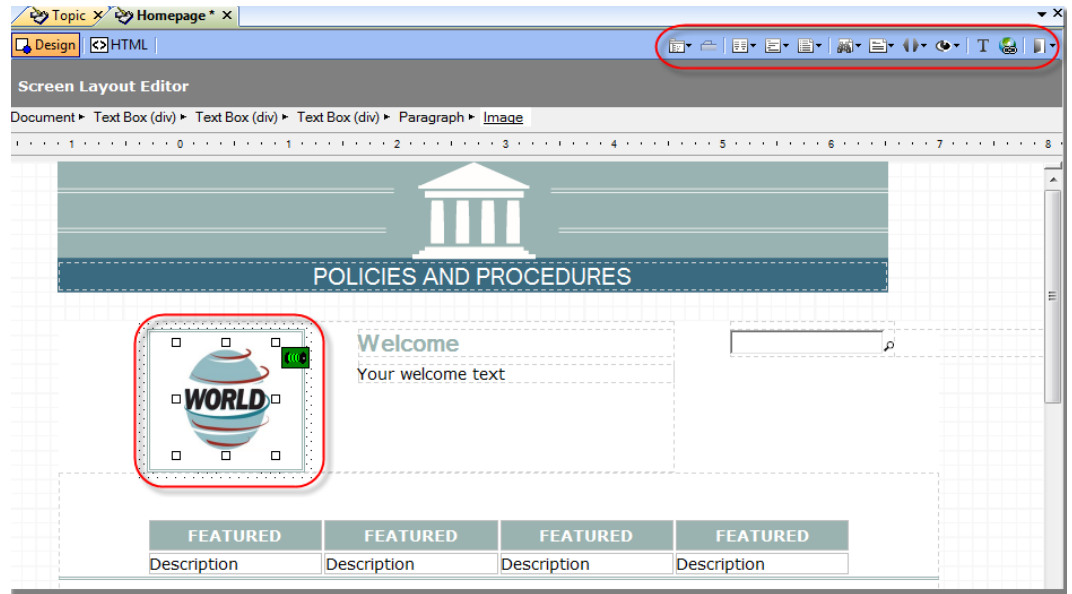 Topic Homepage *
Design HTML T
Screen Layout Editor
Document Text Box (div) Text Box (div) Text Box (div) Paragraph Image
1 0 1 2 3 4 5 6 7 8
POLICIES AND PROCEDURES
Welcome
Your welcome text
WORLD
FEATURED FEATURED FEATURED FEATURED
Description Description Description Description